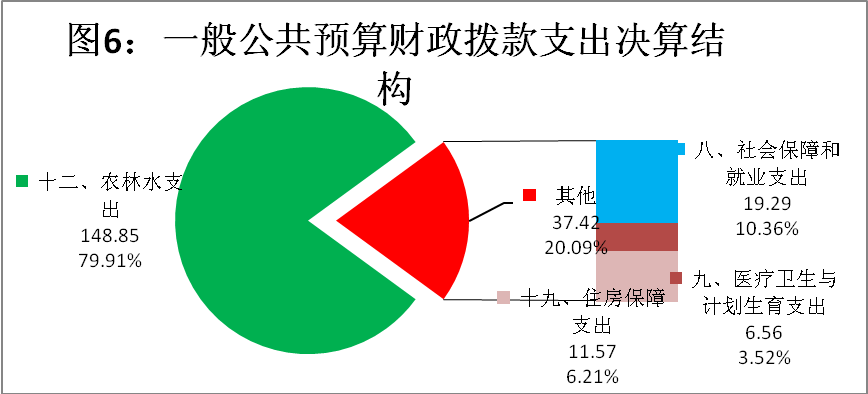 图6：一般公共预算财政拨款支出决算结
构
十二、农林水支
出
148.85
79.91%
其他
37.42
20.09%
八、社会保障和
就业支出
19.29
10.36%
九、医疗卫生与
计划生育支出
6.56
3.52%
十九、住房保障
支出
11.57
6.21%